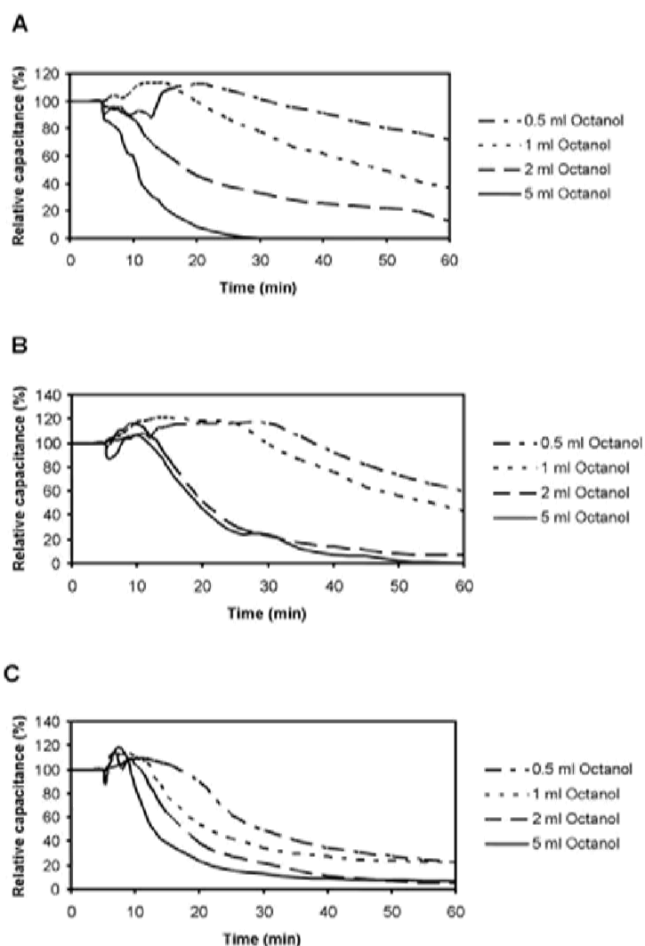 A
Relative capacitance (%)
120
100
80
60
40
20
0
0 10 20 30 40 50 60
Time (min)
0.5 ml Octanol
1 ml Octanol
2 ml Octanol
5 ml Octanol
B
Relative capacitance (%)
140
120
100
80
60
40
20
0
0 10 20 30 40 50 60
Time (min)
0.5 ml Octanol
1 ml Octanol
2 ml Octanol
5 ml Octanol
C
Relative capacitance (%)
140
120
100
80
60
40
20
0
0 10 20 30 40 50 60
Time (min)
0.5 ml Octanol
1 ml Octanol
2 ml Octanol
5 ml Octanol